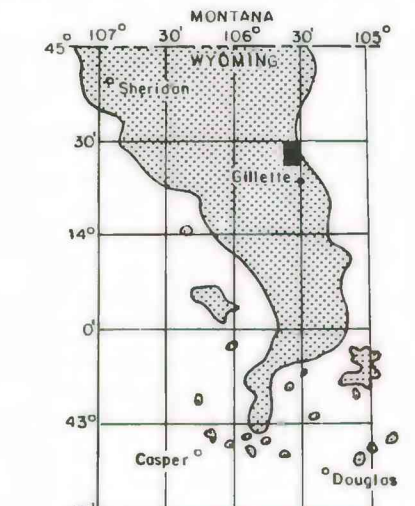 MONTANA
45° 107° 30' 106° 30' 105°
WYOMING
Sheridan
30'
Gillette
14°
0'
43°
Casper
Douglas